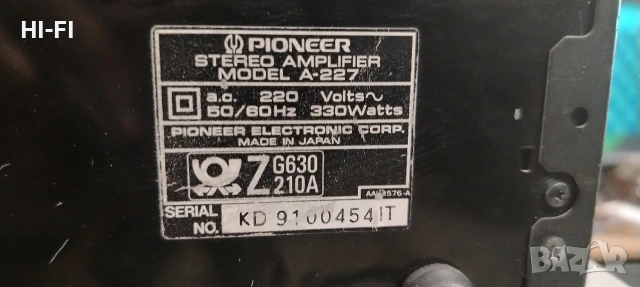 HI-FI
PIONEER
STEREO AMPLIFIER
MODEL A-227
a.c. 220 Volts~
50/60Hz 330Watts
PIONEER ELECTRONIC CORP.
MADE IN JAPAN
Z G630
210A
SERIAL
NO. KD 9100454IT
BAZAR